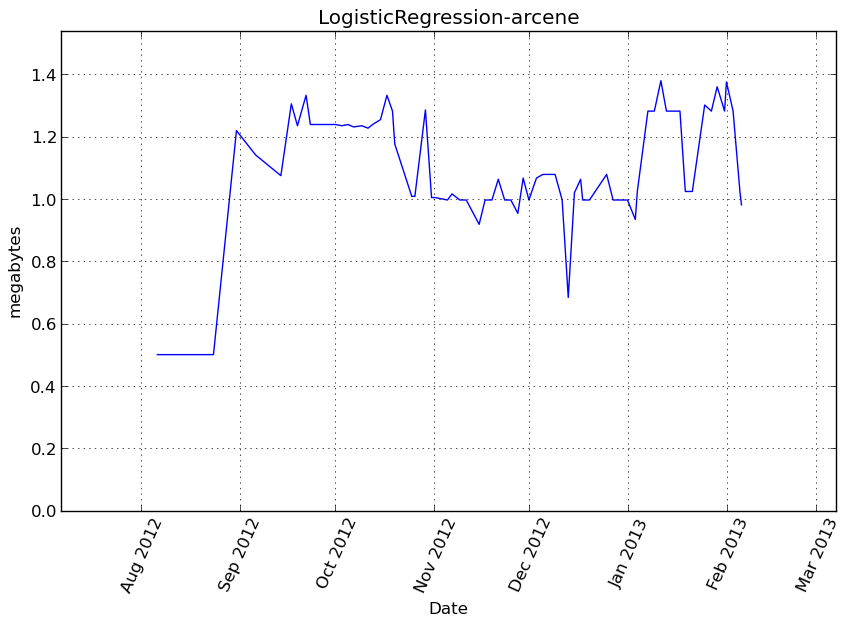 LogisticRegression-arcene
megabytes
1.4
1.2
1.0
0.8
0.6
0.4
0.2
0.0
Aug 2012
Sep 2012
Oct 2012
Nov 2012
Dec 2012
Jan 2013
Feb 2013
Mar 2013
Date